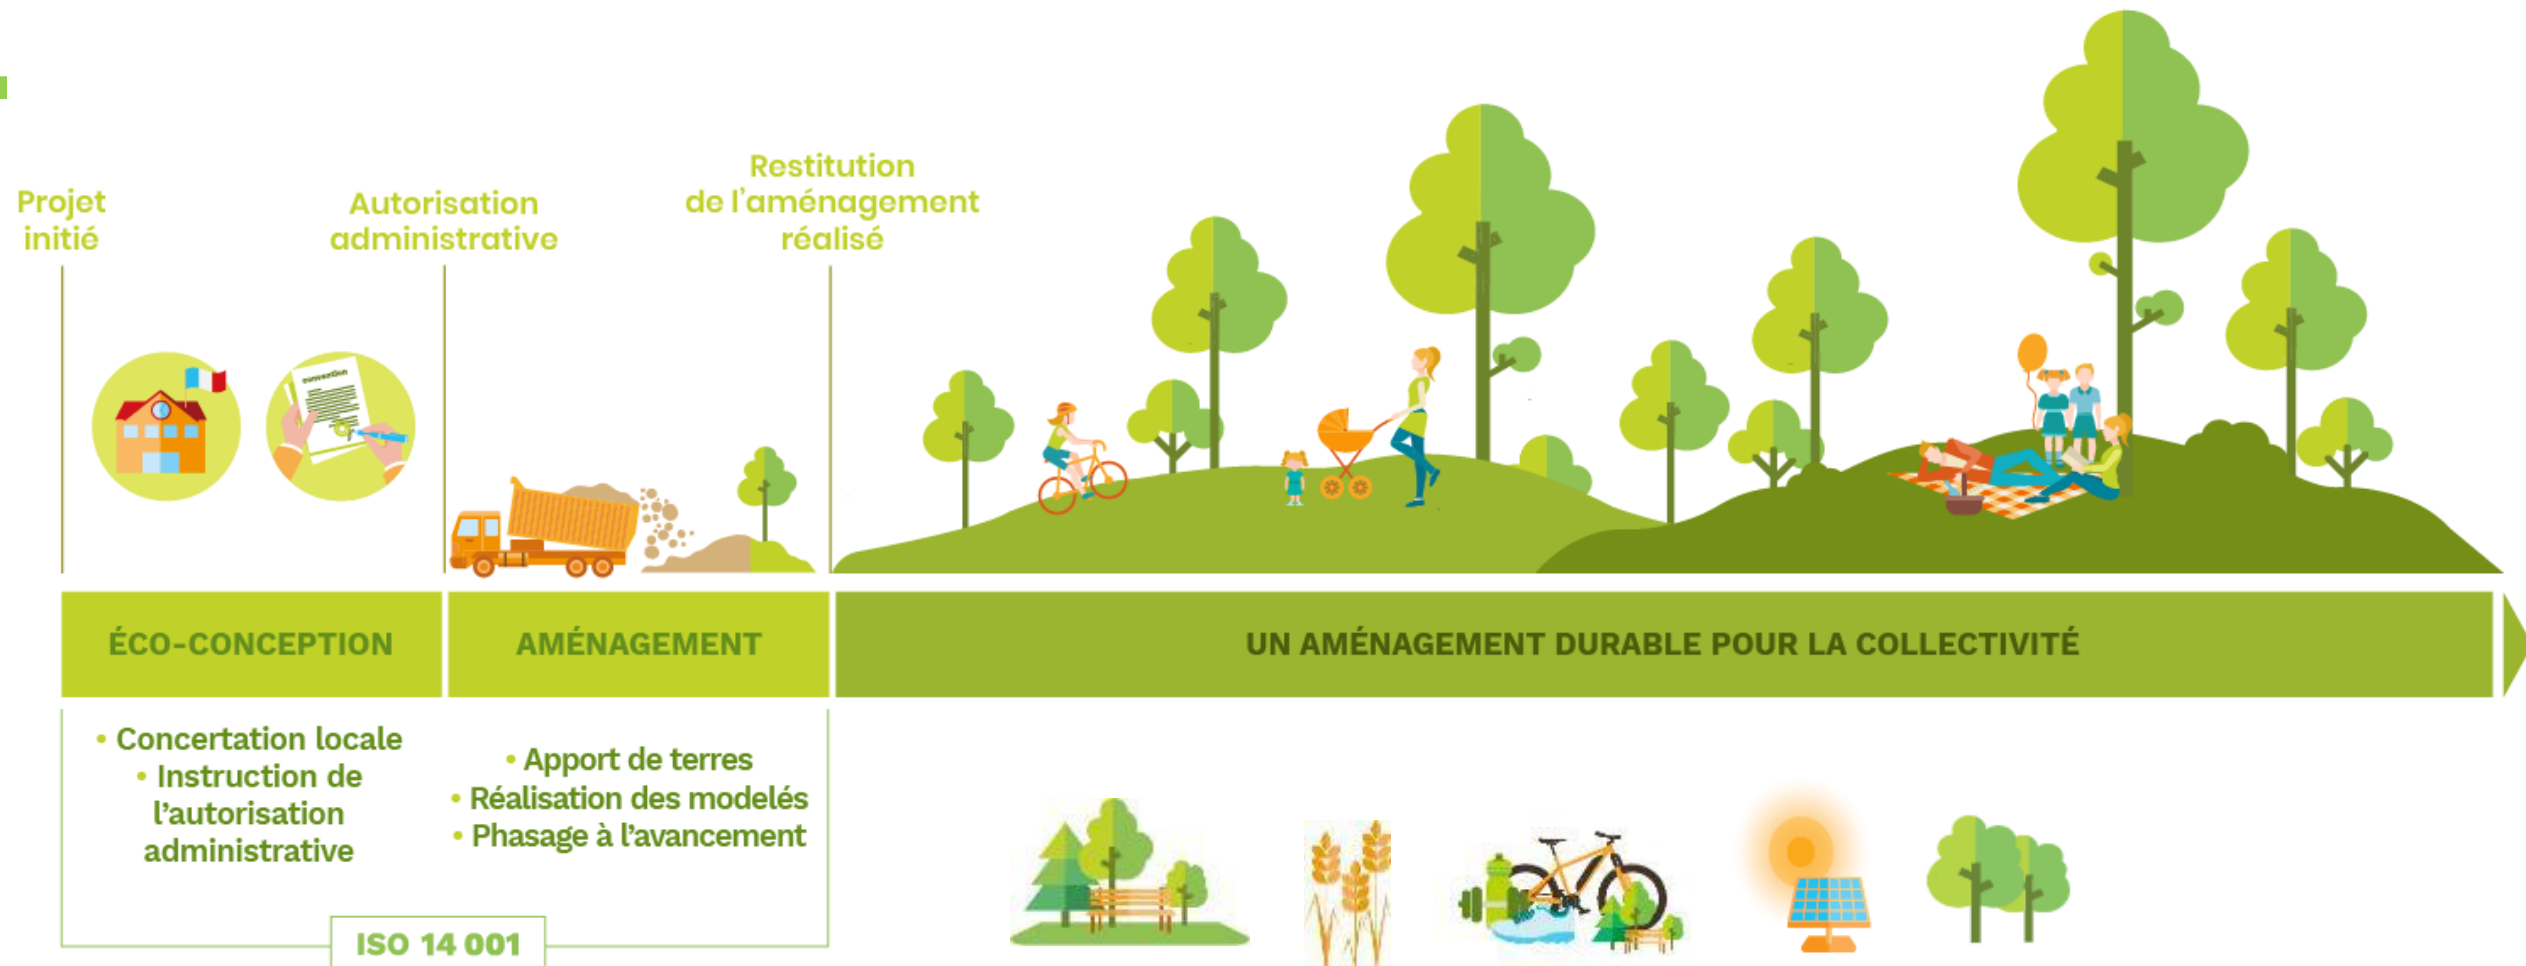 Projet
initié
Autorisation
administrative
Restitution
de l'aménagement
réalisé
convention
ÉCO-CONCEPTION
AMÉNAGEMENT
UN AMÉNAGEMENT DURABLE POUR LA COLLECTIVITÉ
• Concertation locale
• Instruction de
l'autorisation
administrative
• Apport de terres
• Réalisation des modelés
• Phasage à l'avancement
ISO 14 001